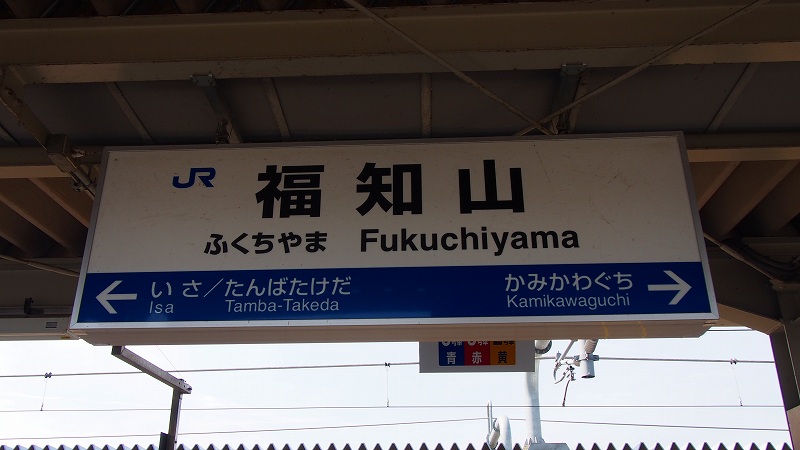 JR 福知山
ふくちやま Fukuchiyama
← いさ／たんばたけだ かみかわぐち →
Isa Tamba-Takeda Kamikawaguchi
青 赤 黄